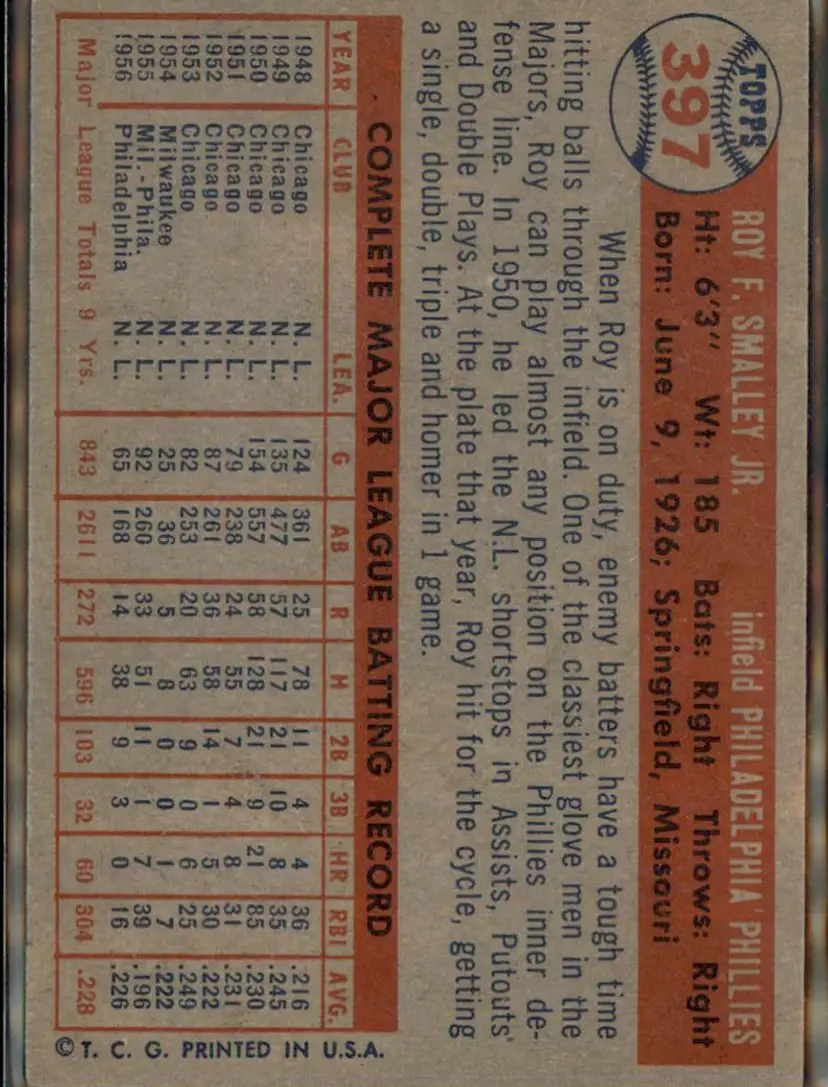 TOPPS
397
ROY F. SMALLEY JR. infield PHILADELPHIA PHILLIES
Ht: 6'3" Wt: 185 Bats: Right Throws: Right
Born: June 9, 1926; Springfield, Missouri
When Roy is on duty, enemy batters have a tough time
hitting balls through the infield. One of the classiest glove men in the
Majors, Roy can play almost any position on the Phillies inner de-
fense line. In 1950, he led the N.L. shortstops in Assists, Putouts
and Double Plays. At the plate that year, Roy hit for the cycle, getting
a single, double, triple and homer in 1 game.
COMPLETE MAJOR LEAGUE BATTING RECORD
YEAR CLUB LEA. G AB R H 2B 3B HR RBI AVG.
1948 Chicago N. L. 124 361 25 78 11 4 4 36 .216
1949 Chicago N. L. 135 477 57 117 21 10 8 35 .245
1950 Chicago N. L. 154 557 58 128 21 9 21 85 .230
1951 Chicago N. L. 79 238 24 55 7 4 8 31 .231
1952 Chicago N. L. 87 261 36 58 14 1 5 30 .222
1953 Chicago N. L. 82 253 20 63 9 0 6 25 .249
1954 Milwaukee N. L. 25 36 5 8 0 0 1 7 .222
1955 Mil.-Phila. N. L. 92 260 33 51 11 1 7 39 .196
1956 Philadelphia N. L. 65 168 14 38 9 3 0 16 .226
Major League Totals 9 Yrs. 843 2611 272 596 103 32 60 304 .228
© T. C. G. PRINTED IN U.S.A.